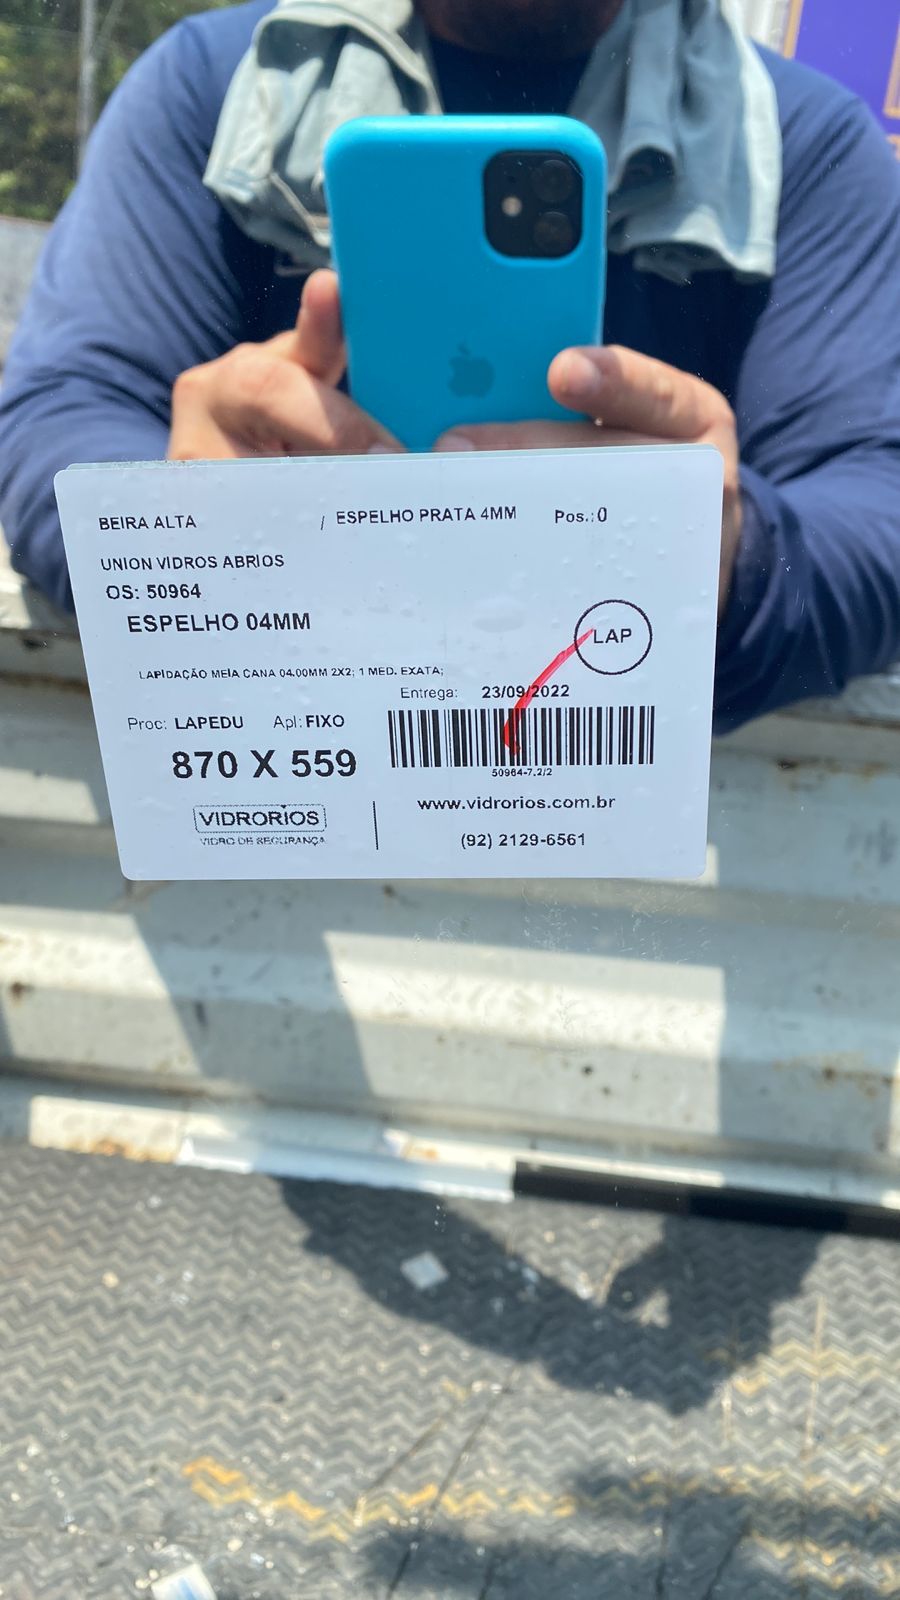 BEIRA ALTA / ESPELHO PRATA 4MM Pos.:0
UNION VIDROS ABRIOS
OS: 50964
ESPELHO 04MM
LAP
LAPIDAÇÃO MEIA CANA 04.00MM 2X2; 1 MED. EXATA;
Entrega: 23/09/2022
Proc: LAPEDU Apl: FIXO
870 X 559
50964-7.2/2
VIDRORIOS
VIDRO DE SEGURANÇA
www.vidrorios.com.br
(92) 2129-6561